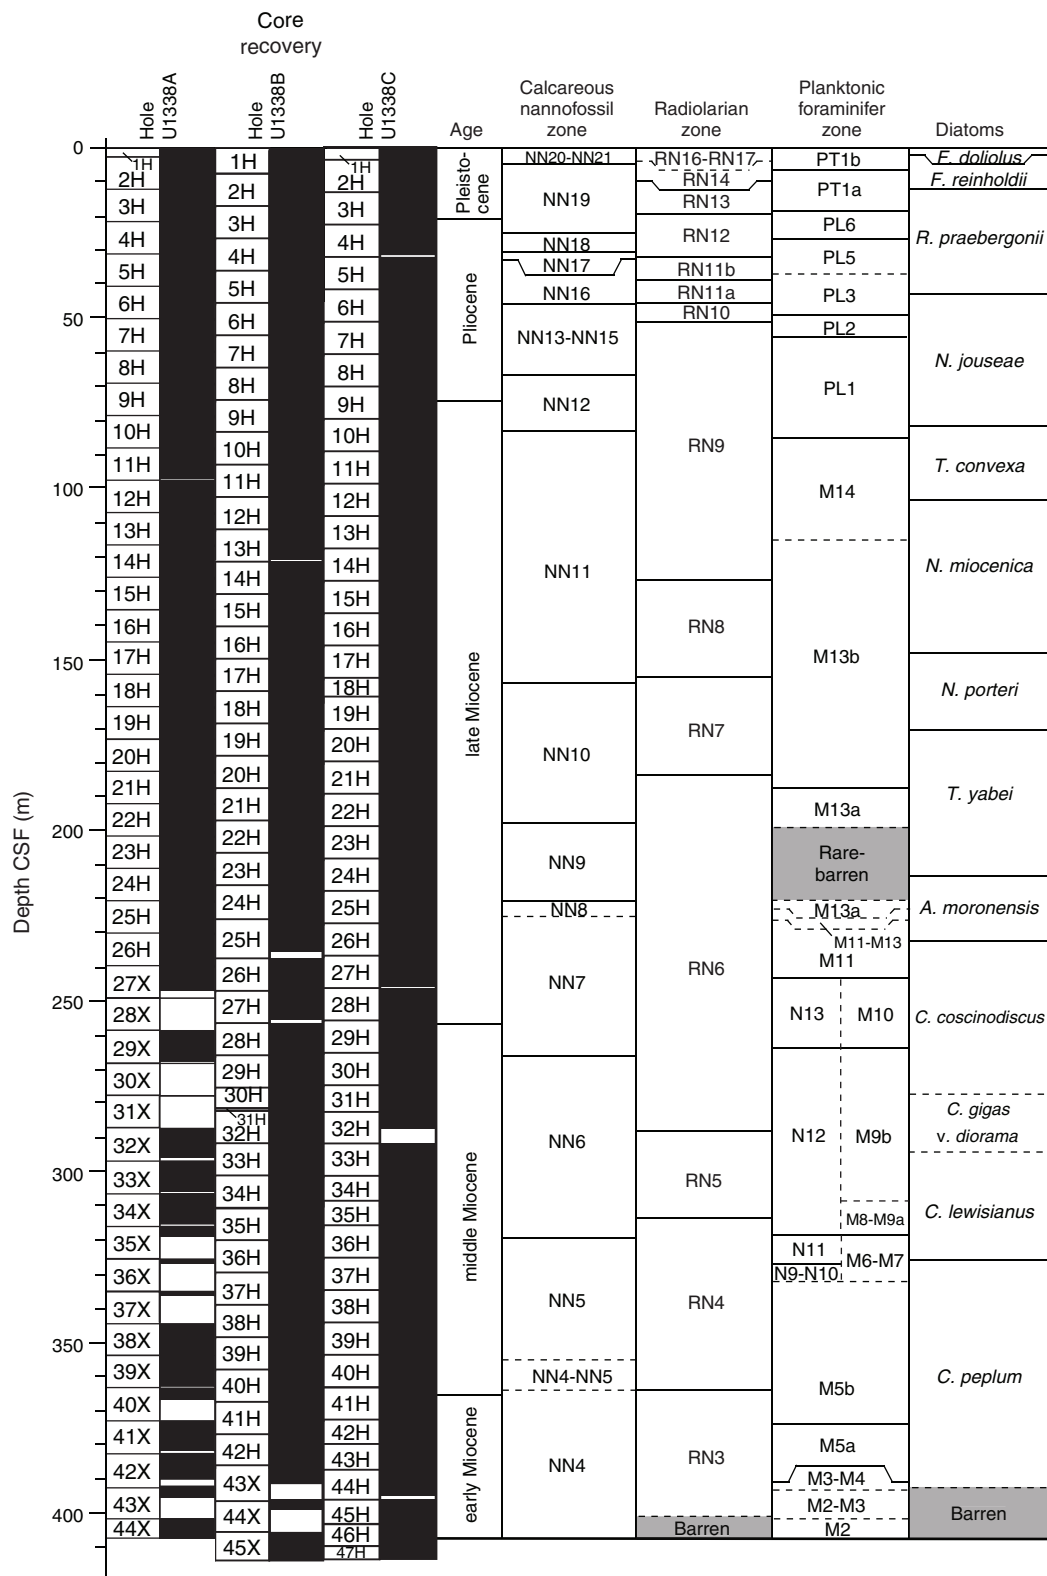 Core
recovery
Hole
U1338A
Hole
U1338B
Hole
U1338C
Age
Calcareous
nannofossil
zone
Radiolarian
zone
Planktonic
foraminifer
zone
Diatoms
Depth CSF (m)
0
50
100
150
200
250
300
350
400
1H
2H
3H
4H
5H
6H
7H
8H
9H
10H
11H
12H
13H
14H
15H
16H
17H
18H
19H
20H
21H
22H
23H
24H
25H
26H
27X
28X
29X
30X
31X
32X
33X
34X
35X
36X
37X
38X
39X
40X
41X
42X
43X
44X
1H
2H
3H
4H
5H
6H
7H
8H
9H
10H
11H
12H
13H
14H
15H
16H
17H
18H
19H
20H
21H
22H
23H
24H
25H
26H
27H
28H
29H
30H
31H
32H
33H
34H
35H
36H
37H
38H
39H
40H
41H
42H
43X
44X
45X
1H
2H
3H
4H
5H
6H
7H
8H
9H
10H
11H
12H
13H
14H
15H
16H
17H
18H
19H
20H
21H
22H
23H
24H
25H
26H
27H
28H
29H
30H
31H
32H
33H
34H
35H
36H
37H
38H
39H
40H
41H
42H
43H
44H
45H
46H
47H
Pleisto-
cene
Pliocene
late Miocene
middle Miocene
early Miocene
NN20-NN21
NN19
NN18
NN17
NN16
NN13-NN15
NN12
NN11
NN10
NN9
NN8
NN7
NN6
NN5
NN4-NN5
NN4
RN16-RN17
RN14
RN13
RN12
RN11b
RN11a
RN10
RN9
RN8
RN7
RN6
RN5
RN4
RN3
Barren
PT1b
PT1a
PL6
PL5
PL3
PL2
PL1
M14
M13b
M13a
Rare-
barren
M13a
M11-M13
M11
N13
M10
N12
M9b
M8-M9a
N11
M6-M7
N9-N10
M5b
M5a
M3-M4
M2-M3
M2
F. doliolus
F. reinholdii
R. praebergonii
N. jouseae
T. convexa
N. miocenica
N. porteri
T. yabei
A. moronensis
C. coscinodiscus
C. gigas
v. diorama
C. lewisianus
C. peplum
Barren